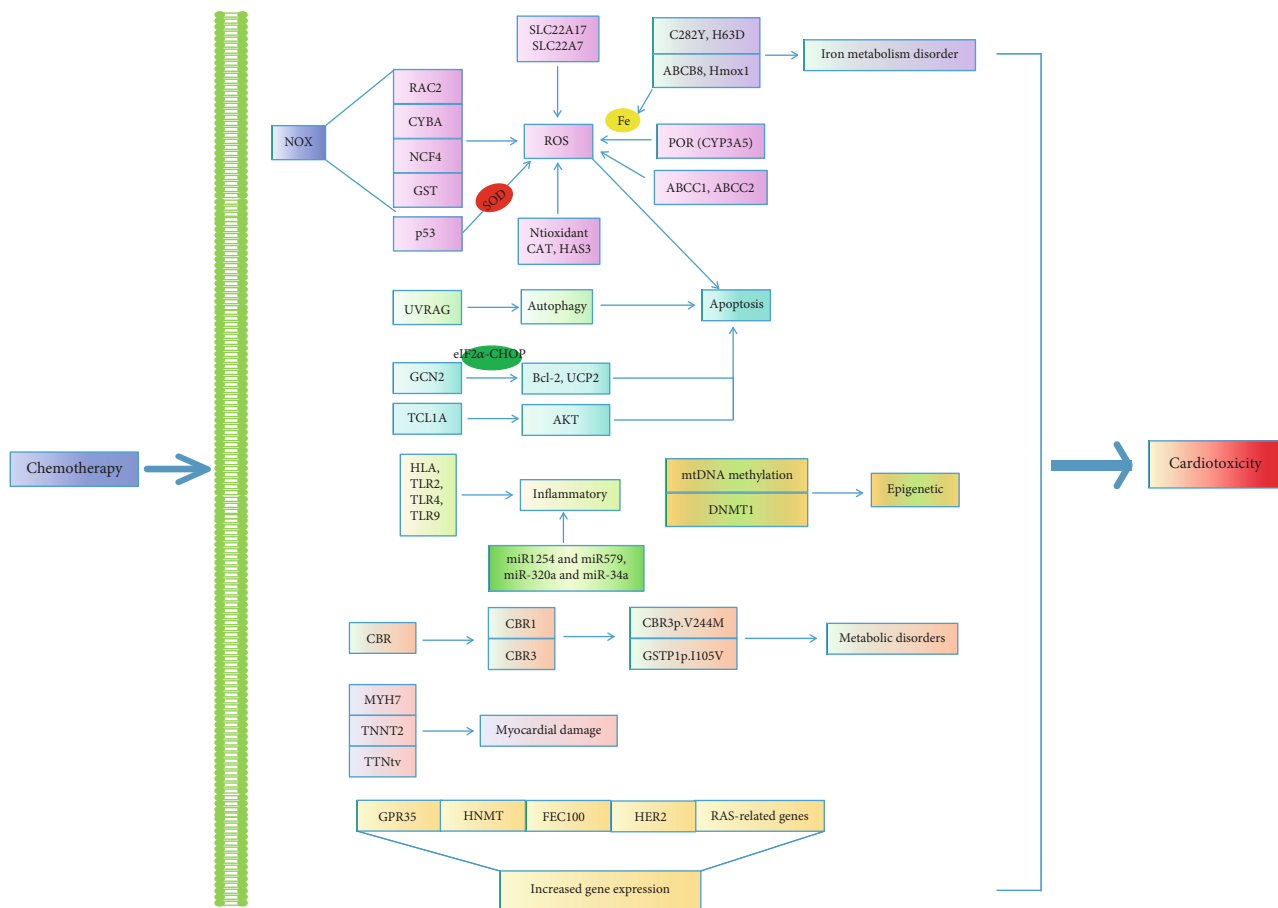 SLC22A17
SLC22A7
C282Y, H63D
ABCB8, Hmox1
Iron metabolism disorder
RAC2
CYBA
NCF4
GST
p53
NOX
Fe
ROS
POR (CYP3A5)
ABCC1, ABCC2
SOD
Ntioxidant
CAT, HAS3
UVRAG
Autophagy
Apoptosis
eIF2α-CHOP
GCN2
Bcl-2, UCP2
TCL1A
AKT
Chemotherapy
Cardiotoxicity
HLA,
TLR2,
TLR4,
TLR9
Inflammatory
mtDNA methylation
DNMT1
Epigenetic
miR1254 and miR579,
miR-320a and miR-34a
CBR
CBR1
CBR3
CBR3p.V244M
GSTP1p.I105V
Metabolic disorders
MYH7
TNNT2
TTNtv
Myocardial damage
GPR35
HNMT
FEC100
HER2
RAS-related genes
Increased gene expression